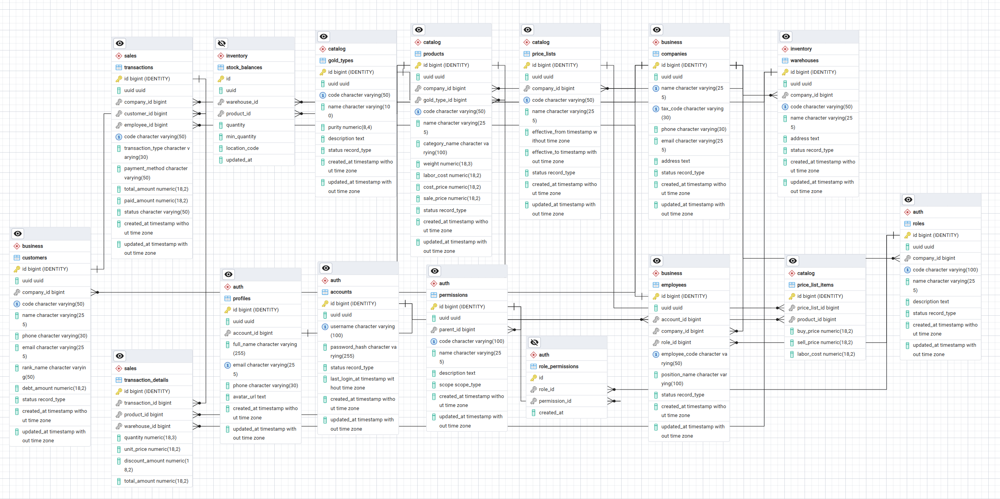 sales
transactions
id bigint (IDENTITY)
uuid uuid
company_id bigint
customer_id bigint
employee_id bigint
code character varying(50)
transaction_type character v
arying(30)
payment_method character
varying(50)
total_amount numeric(18,2)
paid_amount numeric(18,2)
status character varying(50)
created_at timestamp witho
ut time zone
updated_at timestamp with
out time zone
inventory
stock_balances
id
uuid
warehouse_id
product_id
quantity
min_quantity
location_code
updated_at
catalog
gold_types
id bigint (IDENTITY)
uuid uuid
code character varying(50)
name character varying(10
0)
purity numeric(8,4)
description text
status record_type
created_at timestamp witho
ut time zone
updated_at timestamp with
out time zone
catalog
products
id bigint (IDENTITY)
uuid uuid
company_id bigint
gold_type_id bigint
code character varying(50)
name character varying(25
5)
category_name character va
rying(100)
weight numeric(18,3)
labor_cost numeric(18,2)
cost_price numeric(18,2)
sale_price numeric(18,2)
status record_type
created_at timestamp witho
ut time zone
updated_at timestamp with
out time zone
catalog
price_lists
id bigint (IDENTITY)
uuid uuid
company_id bigint
code character varying(50)
name character varying(25
5)
effective_from timestamp w
ithout time zone
effective_to timestamp with
out time zone
status record_type
created_at timestamp witho
ut time zone
updated_at timestamp with
out time zone
business
companies
id bigint (IDENTITY)
uuid uuid
name character varying(25
5)
tax_code character varying
(30)
phone character varying(30)
email character varying(25
5)
address text
status record_type
created_at timestamp witho
ut time zone
updated_at timestamp with
out time zone
inventory
warehouses
id bigint (IDENTITY)
uuid uuid
company_id bigint
code character varying(50)
name character varying(25
5)
address text
status record_type
created_at timestamp witho
ut time zone
updated_at timestamp with
out time zone
auth
roles
id bigint (IDENTITY)
uuid uuid
company_id bigint
code character varying(100)
name character varying(25
5)
description text
status record_type
created_at timestamp witho
ut time zone
updated_at timestamp with
out time zone
business
customers
id bigint (IDENTITY)
uuid uuid
company_id bigint
code character varying(50)
name character varying(25
5)
phone character varying(30)
email character varying(25
5)
rank_name character varyin
g(50)
debt_amount numeric(18,2)
status record_type
created_at timestamp witho
ut time zone
updated_at timestamp with
out time zone
sales
transaction_details
id bigint (IDENTITY)
transaction_id bigint
product_id bigint
warehouse_id bigint
quantity numeric(18,3)
unit_price numeric(18,2)
discount_amount numeric(1
8,2)
total_amount numeric(18,2)
auth
profiles
id bigint (IDENTITY)
uuid uuid
account_id bigint
full_name character varying
(255)
email character varying(25
5)
phone character varying(30)
avatar_url text
created_at timestamp witho
ut time zone
updated_at timestamp with
out time zone
auth
accounts
id bigint (IDENTITY)
uuid uuid
username character varying
(100)
password_hash character va
rying(255)
status record_type
last_login_at timestamp wit
hout time zone
created_at timestamp witho
ut time zone
updated_at timestamp with
out time zone
auth
permissions
id bigint (IDENTITY)
uuid uuid
parent_id bigint
code character varying(100)
name character varying(25
5)
description text
scope scope_type
created_at timestamp witho
ut time zone
updated_at timestamp with
out time zone
auth
role_permissions
id
role_id
permission_id
created_at
business
employees
id bigint (IDENTITY)
uuid uuid
account_id bigint
company_id bigint
role_id bigint
employee_code character va
rying(50)
position_name character var
ying(100)
status record_type
created_at timestamp witho
ut time zone
updated_at timestamp with
out time zone
catalog
price_list_items
id bigint (IDENTITY)
price_list_id bigint
product_id bigint
buy_price numeric(18,2)
sell_price numeric(18,2)
labor_cost numeric(18,2)